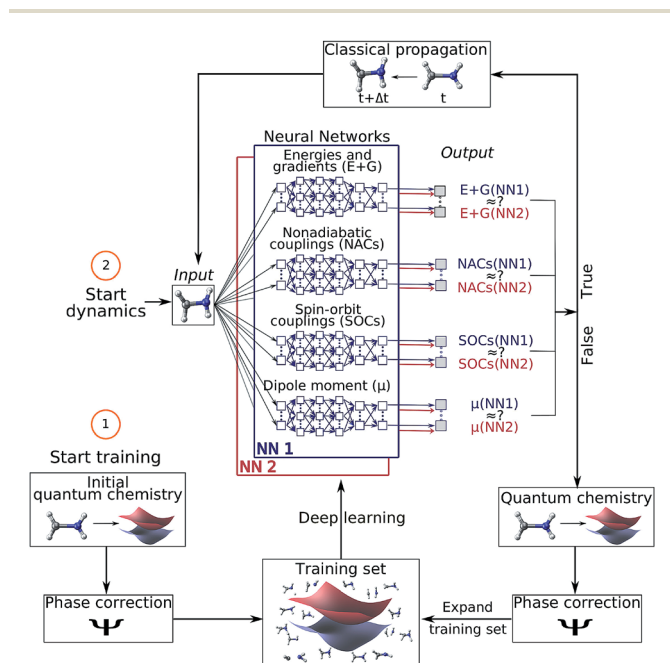 Classical propagation
t+Δt
t
Neural Networks
Output
Energies and
gradients (E+G)
E+G(NN1)
≈?
E+G(NN2)
Nonadiabatic
couplings (NACs)
NACs(NN1)
≈?
NACs(NN2)
2
Start
dynamics
Input
True
False
Spin-orbit
couplings (SOCs)
SOCs(NN1)
≈?
SOCs(NN2)
Dipole moment (μ)
μ(NN1)
≈?
μ(NN2)
NN 1
NN 2
1
Start training
Initial
quantum chemistry
Deep learning
Quantum chemistry
Training set
Phase correction
Ψ
Expand
training set
Phase correction
Ψ